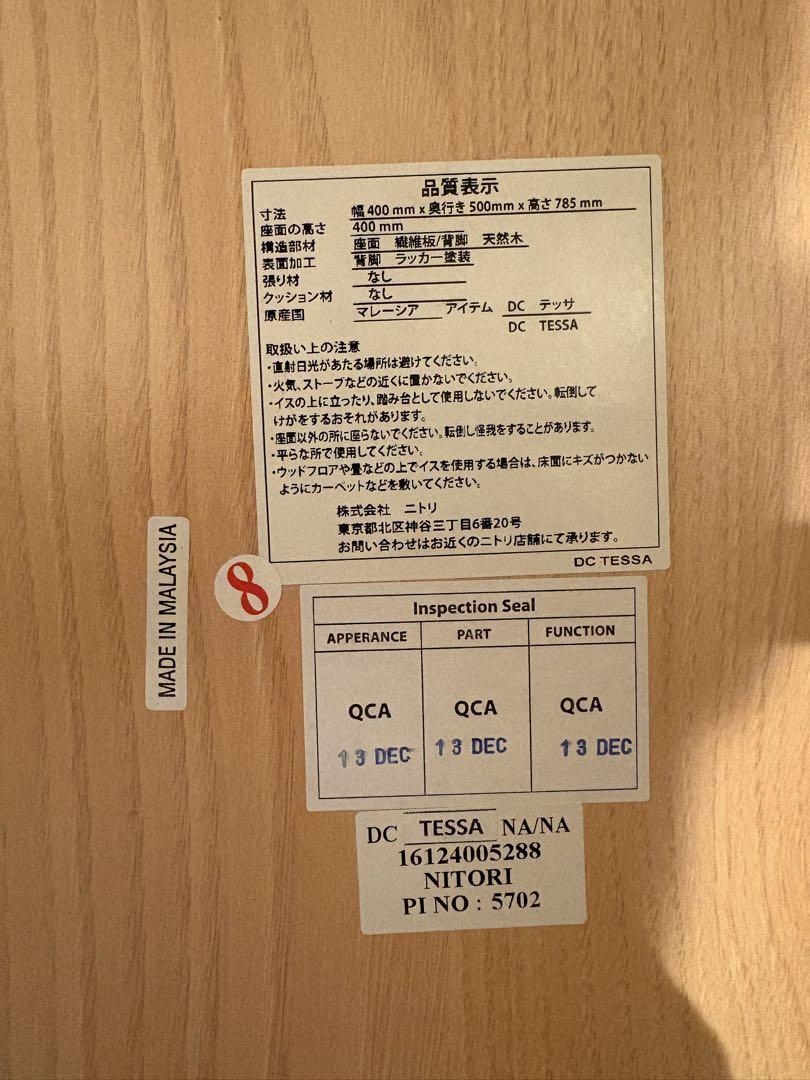 品質表示
寸法 幅 400 mm x 奥行き 500mm x 高さ 785 mm
座面の高さ 400 mm
構造部材 座面 繊維板/背脚 天然木
表面加工 背脚 ラッカー塗装
張り材 なし
クッション材 なし
原産国 マレーシア アイテム DC テッサ
DC TESSA
取扱い上の注意
・直射日光があたる場所は避けてください。
・火気、ストーブなどの近くに置かないでください。
・イスの上に立ったり、踏み台として使用しないでください。転倒して
けがをするおそれがあります。
・座面以外の所に座らないでください。転倒し怪我をすることがあります。
・平らな所で使用してください。
・ウッドフロアや畳などの上でイスを使用する場合は、床面にキズがつかない
ようにカーペットなどを敷いてください。
株式会社 ニトリ
東京都北区神谷三丁目6番20号
お問い合わせはお近くのニトリ店舗にて承ります。
DC TESSA
MADE IN MALAYSIA
8
Inspection Seal
APPERANCE PART FUNCTION
QCA QCA QCA
13 DEC 13 DEC 13 DEC
DC TESSA NA/NA
16124005288
NITORI
PI NO : 5702